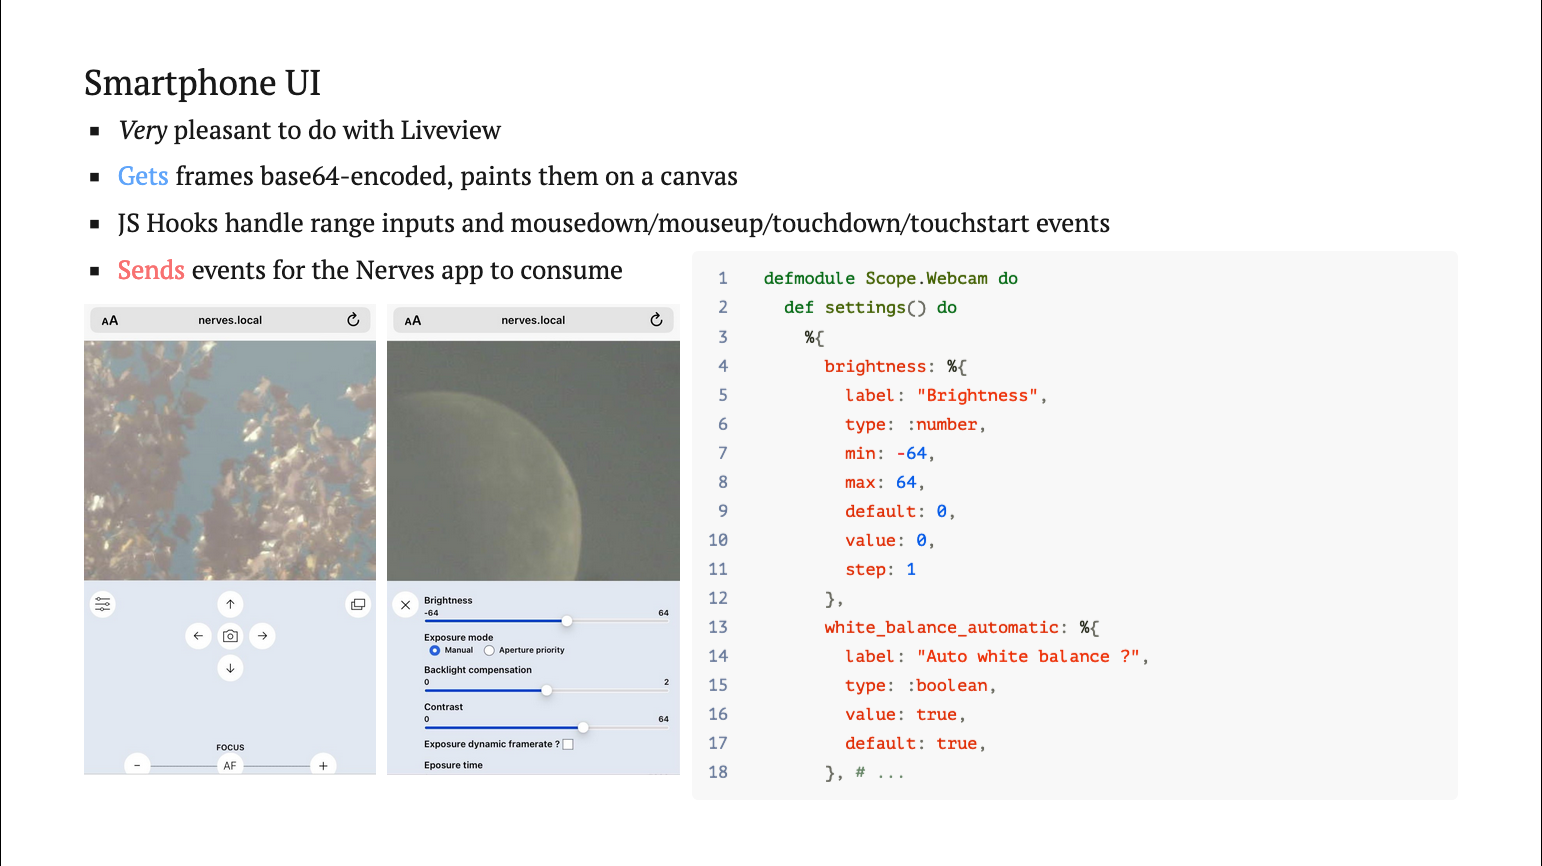 Smartphone UI
Very pleasant to do with Liveview
Gets frames base64-encoded, paints them on a canvas
JS Hooks handle range inputs and mousedown/mouseup/touchdown/touchstart events
Sends events for the Nerves app to consume
AA nerves.local
FOCUS
− AF +
AA nerves.local
Brightness
-64 64
Exposure mode
Manual Aperture priority
Backlight compensation
0 2
Contrast
0 64
Exposure dynamic framerate ?
Eposure time
1 defmodule Scope.Webcam do
2 def settings() do
3 %{
4 brightness: %{
5 label: "Brightness",
6 type: :number,
7 min: -64,
8 max: 64,
9 default: 0,
10 value: 0,
11 step: 1
12 },
13 white_balance_automatic: %{
14 label: "Auto white balance ?",
15 type: :boolean,
16 value: true,
17 default: true,
18 }, # ...